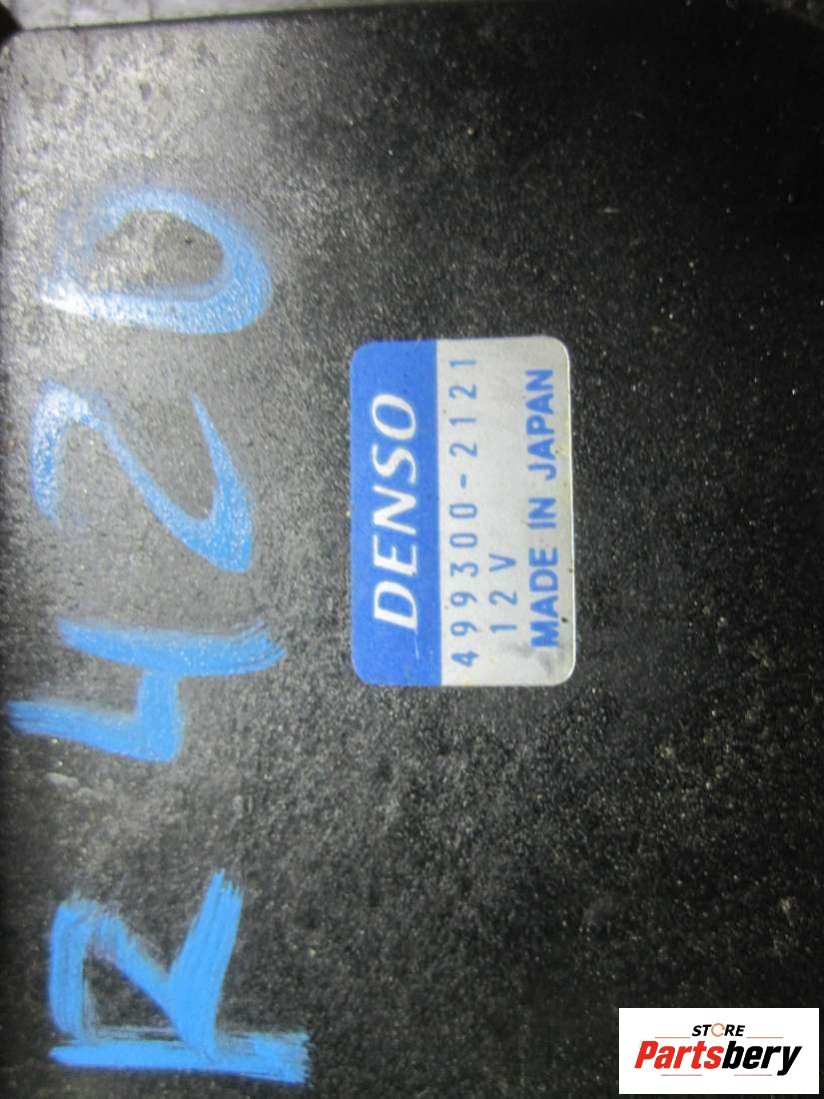 R420
DENSO
499300-2121
12V
MADE IN JAPAN
STORE
Partsbery